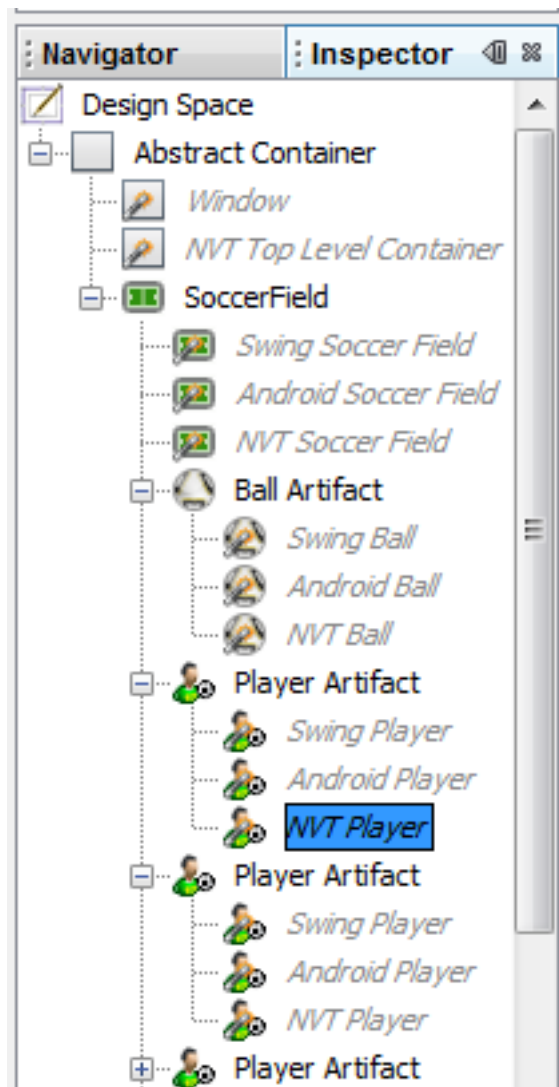 Navigator Inspector
Design Space
Abstract Container
Window
NVT Top Level Container
SoccerField
Swing Soccer Field
Android Soccer Field
NVT Soccer Field
Ball Artifact
Swing Ball
Android Ball
NVT Ball
Player Artifact
Swing Player
Android Player
NVT Player
Player Artifact
Swing Player
Android Player
NVT Player
Player Artifact